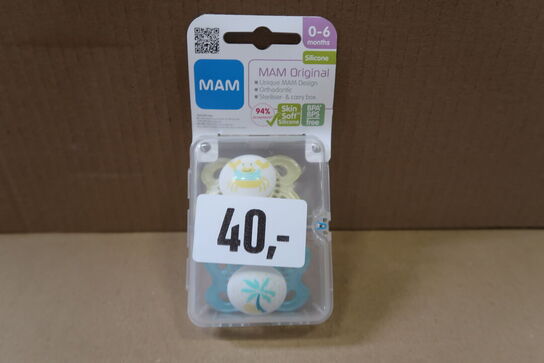 0-6
months
Silicone
MAM
MAM Original
Unique MAM Design
Orthodontic
Steriliser- & carry box
94%
Skin
Soft™
Silicone
BPA
BPS
free
40,-